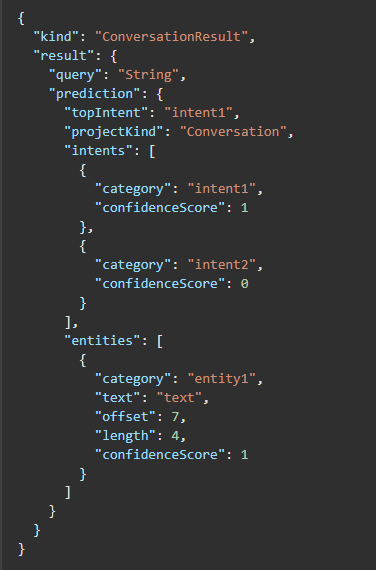 {
  "kind": "ConversationResult",
  "result": {
    "query": "String",
    "prediction": {
      "topIntent": "intent1",
      "projectKind": "Conversation",
      "intents": [
        {
          "category": "intent1",
          "confidenceScore": 1
        },
        {
          "category": "intent2",
          "confidenceScore": 0
        }
      ],
      "entities": [
        {
          "category": "entity1",
          "text": "text",
          "offset": 7,
          "length": 4,
          "confidenceScore": 1
        }
      ]
    }
  }
}